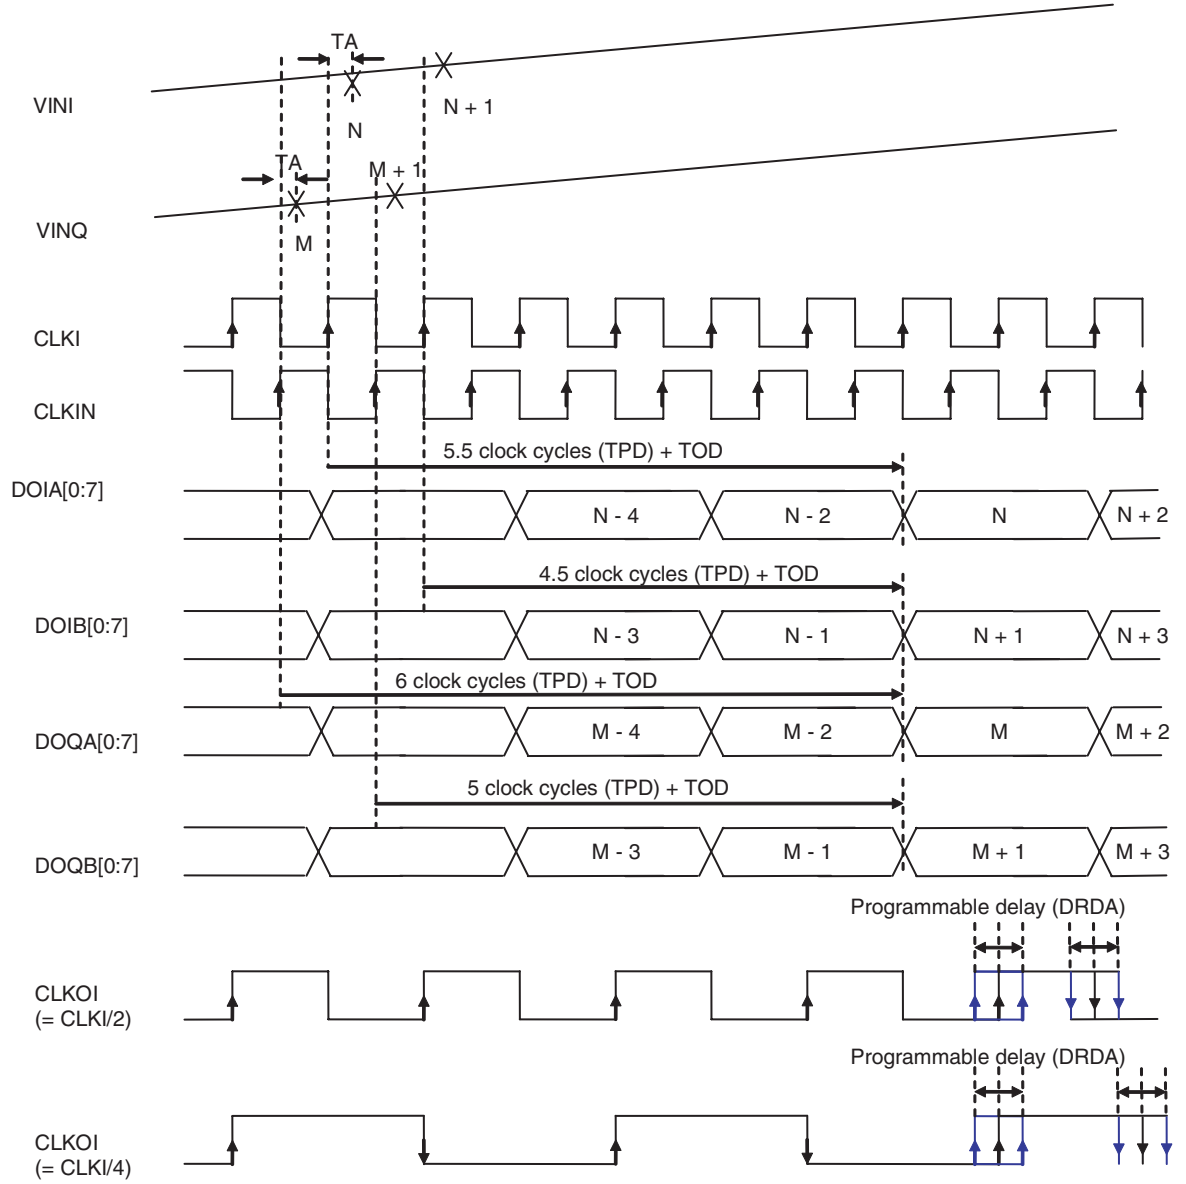 TA
VINI
N + 1
N
TA
M + 1
VINQ
M
CLKI
CLKIN
5.5 clock cycles (TPD) + TOD
DOIA[0:7]
N - 4
N - 2
N
N + 2
4.5 clock cycles (TPD) + TOD
DOIB[0:7]
N - 3
N - 1
N + 1
N + 3
6 clock cycles (TPD) + TOD
DOQA[0:7]
M - 4
M - 2
M
M + 2
5 clock cycles (TPD) + TOD
DOQB[0:7]
M - 3
M - 1
M + 1
M + 3
Programmable delay (DRDA)
CLKOI
(= CLKI/2)
Programmable delay (DRDA)
CLKOI
(= CLKI/4)